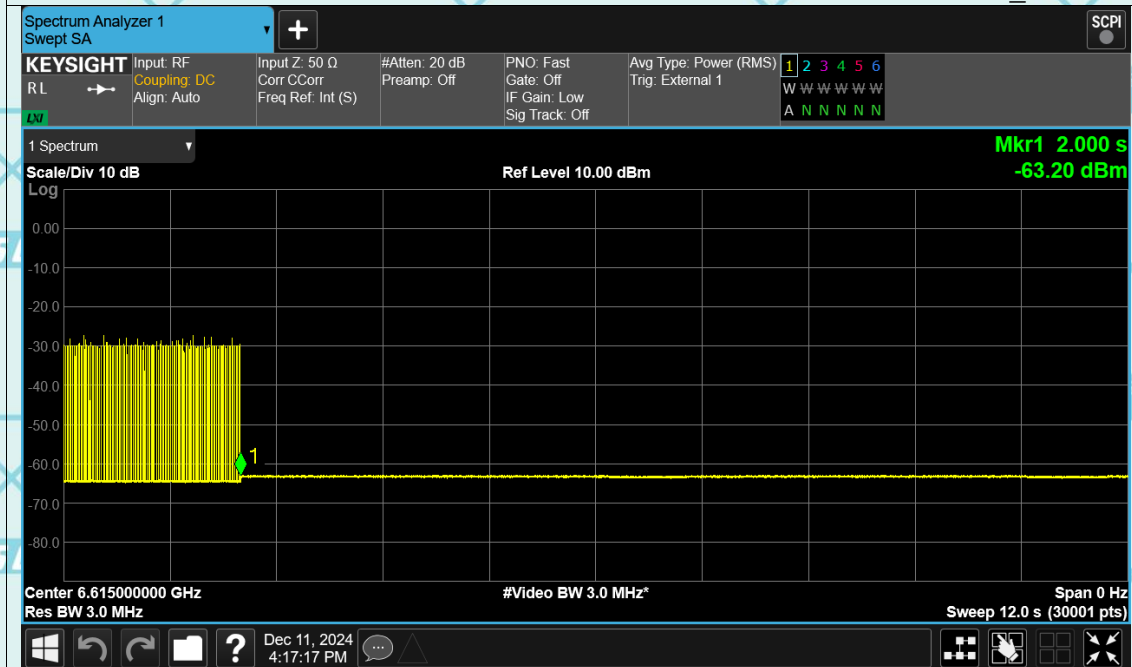 Spectrum Analyzer 1
Swept SA
+
SCPI
KEYSIGHT
RL
LXI
Input: RF
Coupling: DC
Align: Auto
Input Z: 50 Ω
Corr CCorr
Freq Ref: Int (S)
#Atten: 20 dB
Preamp: Off
PNO: Fast
Gate: Off
IF Gain: Low
Sig Track: Off
Avg Type: Power (RMS)
Trig: External 1
1 2 3 4 5 6
W W W W W W
A N N N N N
1 Spectrum
Mkr1 2.000 s
Scale/Div 10 dB
Ref Level 10.00 dBm
-63.20 dBm
Log
0.00
-10.0
-20.0
-30.0
-40.0
-50.0
1
-60.0
-70.0
-80.0
Center 6.615000000 GHz
#Video BW 3.0 MHz*
Span 0 Hz
Res BW 3.0 MHz
Sweep 12.0 s (30001 pts)
?
Dec 11, 2024
4:17:17 PM